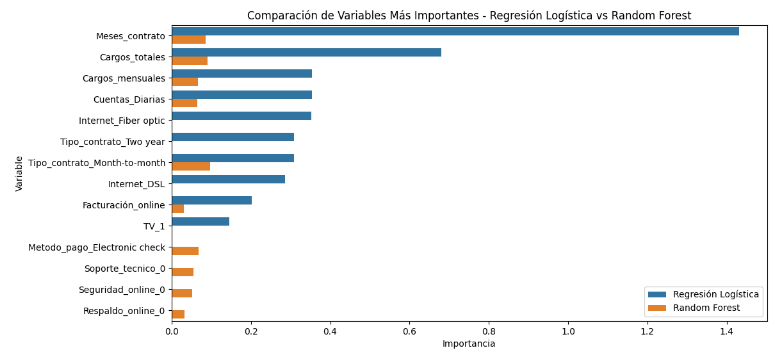 Comparación de Variables Más Importantes - Regresión Logística vs Random Forest
Variable
Meses_contrato
Cargos_totales
Cargos_mensuales
Cuentas_Diarias
Internet_Fiber optic
Tipo_contrato_Two year
Tipo_contrato_Month-to-month
Internet_DSL
Facturación_online
TV_1
Metodo_pago_Electronic check
Soporte_tecnico_0
Seguridad_online_0
Respaldo_online_0
Regresión Logística
Random Forest
0.0 0.2 0.4 0.6 0.8 1.0 1.2 1.4
Importancia